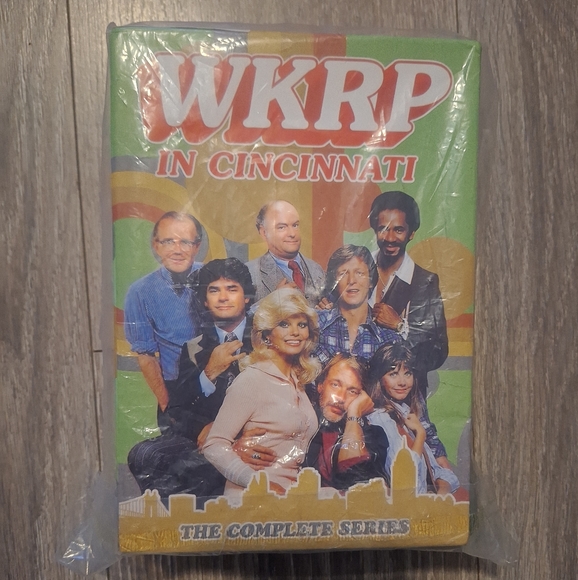 WKRP
IN CINCINNATI
THE COMPLETE SERIES